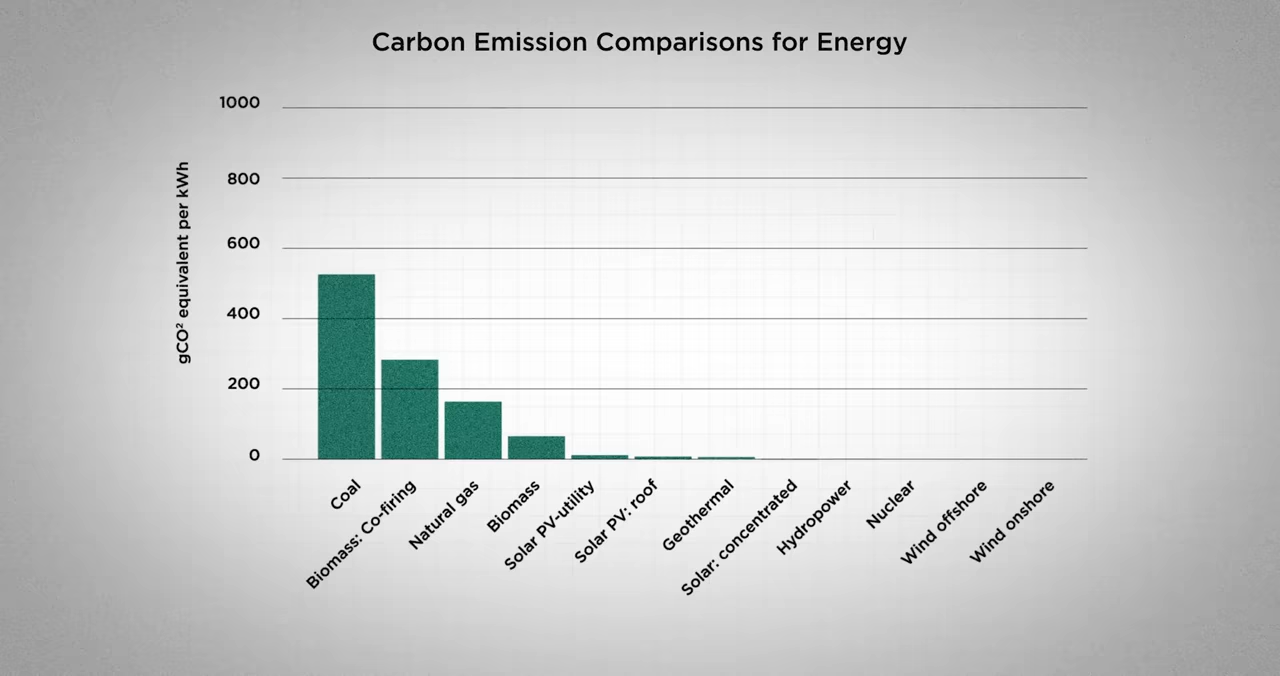 Carbon Emission Comparisons for Energy
gCO² equivalent per kWh
1000
800
600
400
200
0
Coal
Biomass: Co-firing
Natural gas
Biomass
Solar PV-utility
Solar PV: roof
Geothermal
Solar: concentrated
Hydropower
Nuclear
Wind offshore
Wind onshore